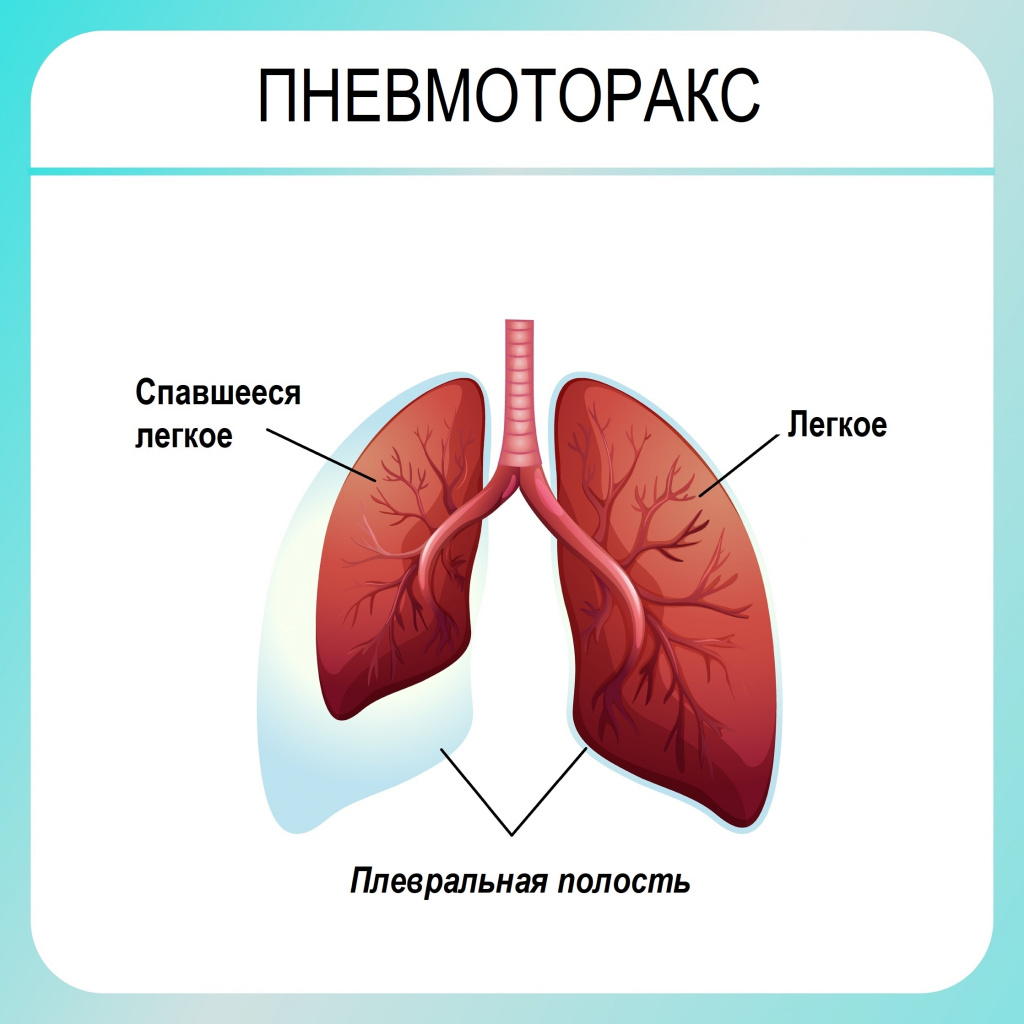 ПНЕВМОТОРАКС
Спавшееся
легкое
Легкое
Плевральная полость